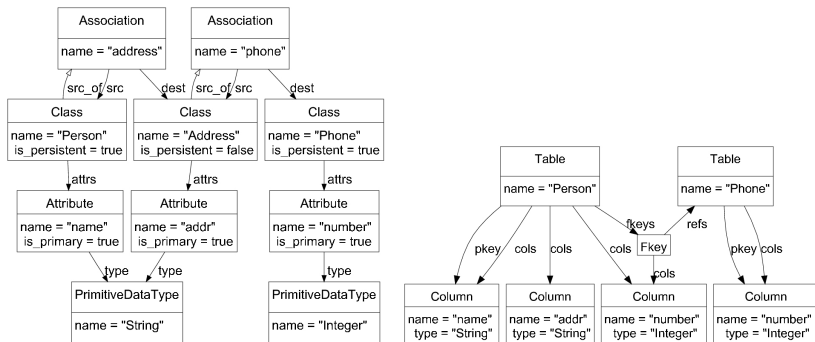 Association
name = "address"
Association
name = "phone"
src_of
src
dest
src_of
src
dest
Class
name = "Person"
is_persistent = true
Class
name = "Address"
is_persistent = false
Class
name = "Phone"
is_persistent = true
attrs
attrs
attrs
Attribute
name = "name"
is_primary = true
Attribute
name = "addr"
is_primary = true
Attribute
name = "number"
is_primary = true
type
type
type
PrimitiveDataType
name = "String"
PrimitiveDataType
name = "Integer"
Table
name = "Person"
Table
name = "Phone"
fkeys
refs
Fkey
pkey
cols
cols
cols
cols
pkey
cols
Column
name = "name"
type = "String"
Column
name = "addr"
type = "String"
Column
name = "number"
type = "Integer"
Column
name = "number"
type = "Integer"